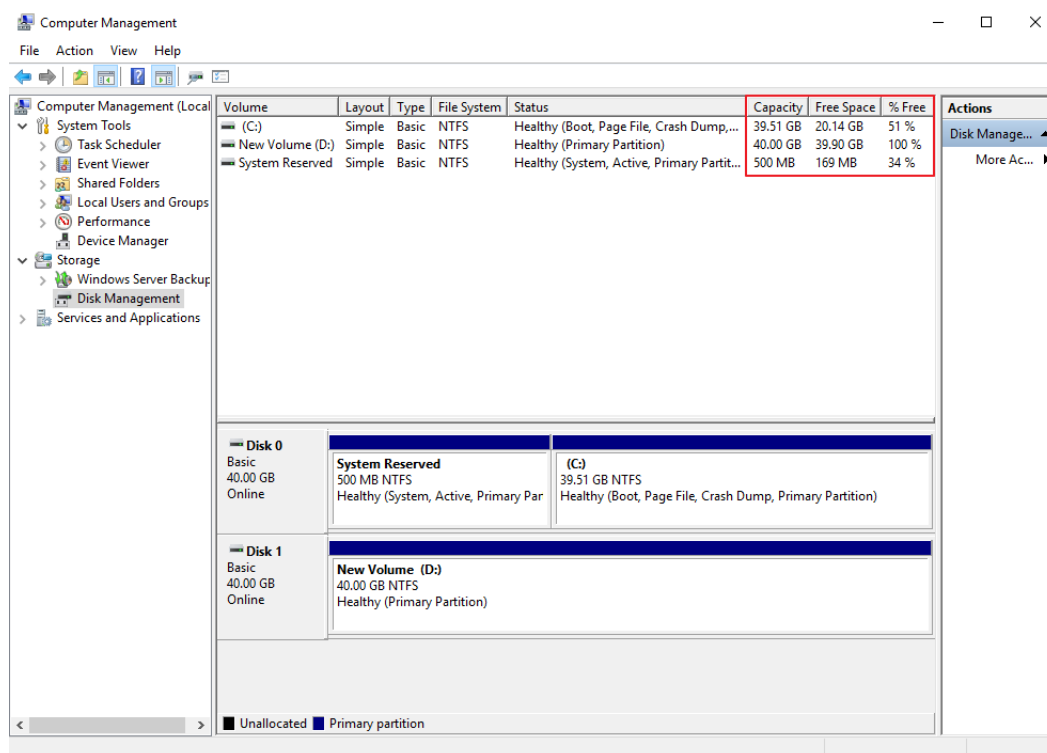 Computer Management
File Action View Help
Computer Management (Local
System Tools
Task Scheduler
Event Viewer
Shared Folders
Local Users and Groups
Performance
Device Manager
Storage
Windows Server Backup
Disk Management
Services and Applications
Volume Layout Type File System Status Capacity Free Space % Free
(C:) Simple Basic NTFS Healthy (Boot, Page File, Crash Dump,... 39.51 GB 20.14 GB 51 %
New Volume (D:) Simple Basic NTFS Healthy (Primary Partition) 40.00 GB 39.90 GB 100 %
System Reserved Simple Basic NTFS Healthy (System, Active, Primary Partit... 500 MB 169 MB 34 %
Disk 0
Basic
40.00 GB
Online
System Reserved
500 MB NTFS
Healthy (System, Active, Primary Par
(C:)
39.51 GB NTFS
Healthy (Boot, Page File, Crash Dump, Primary Partition)
Disk 1
Basic
40.00 GB
Online
New Volume (D:)
40.00 GB NTFS
Healthy (Primary Partition)
Unallocated Primary partition
Actions
Disk Manage...
More Ac...